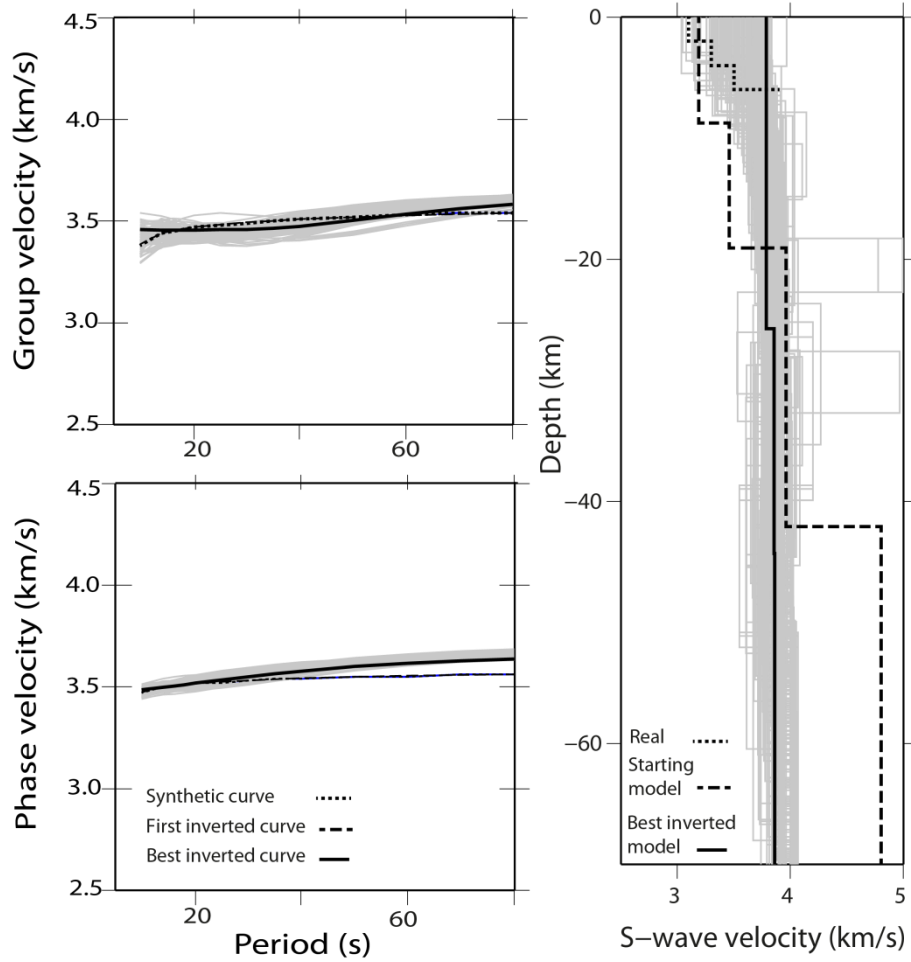 4.5
4.0
3.5
3.0
2.5
Group velocity (km/s)
20
60
4.5
4.0
3.5
3.0
2.5
Phase velocity (km/s)
Synthetic curve
First inverted curve
Best inverted curve
20
60
Period (s)
0
−20
−40
−60
Depth (km)
Real
Starting
model
Best inverted
model
3
4
5
S−wave velocity (km/s)